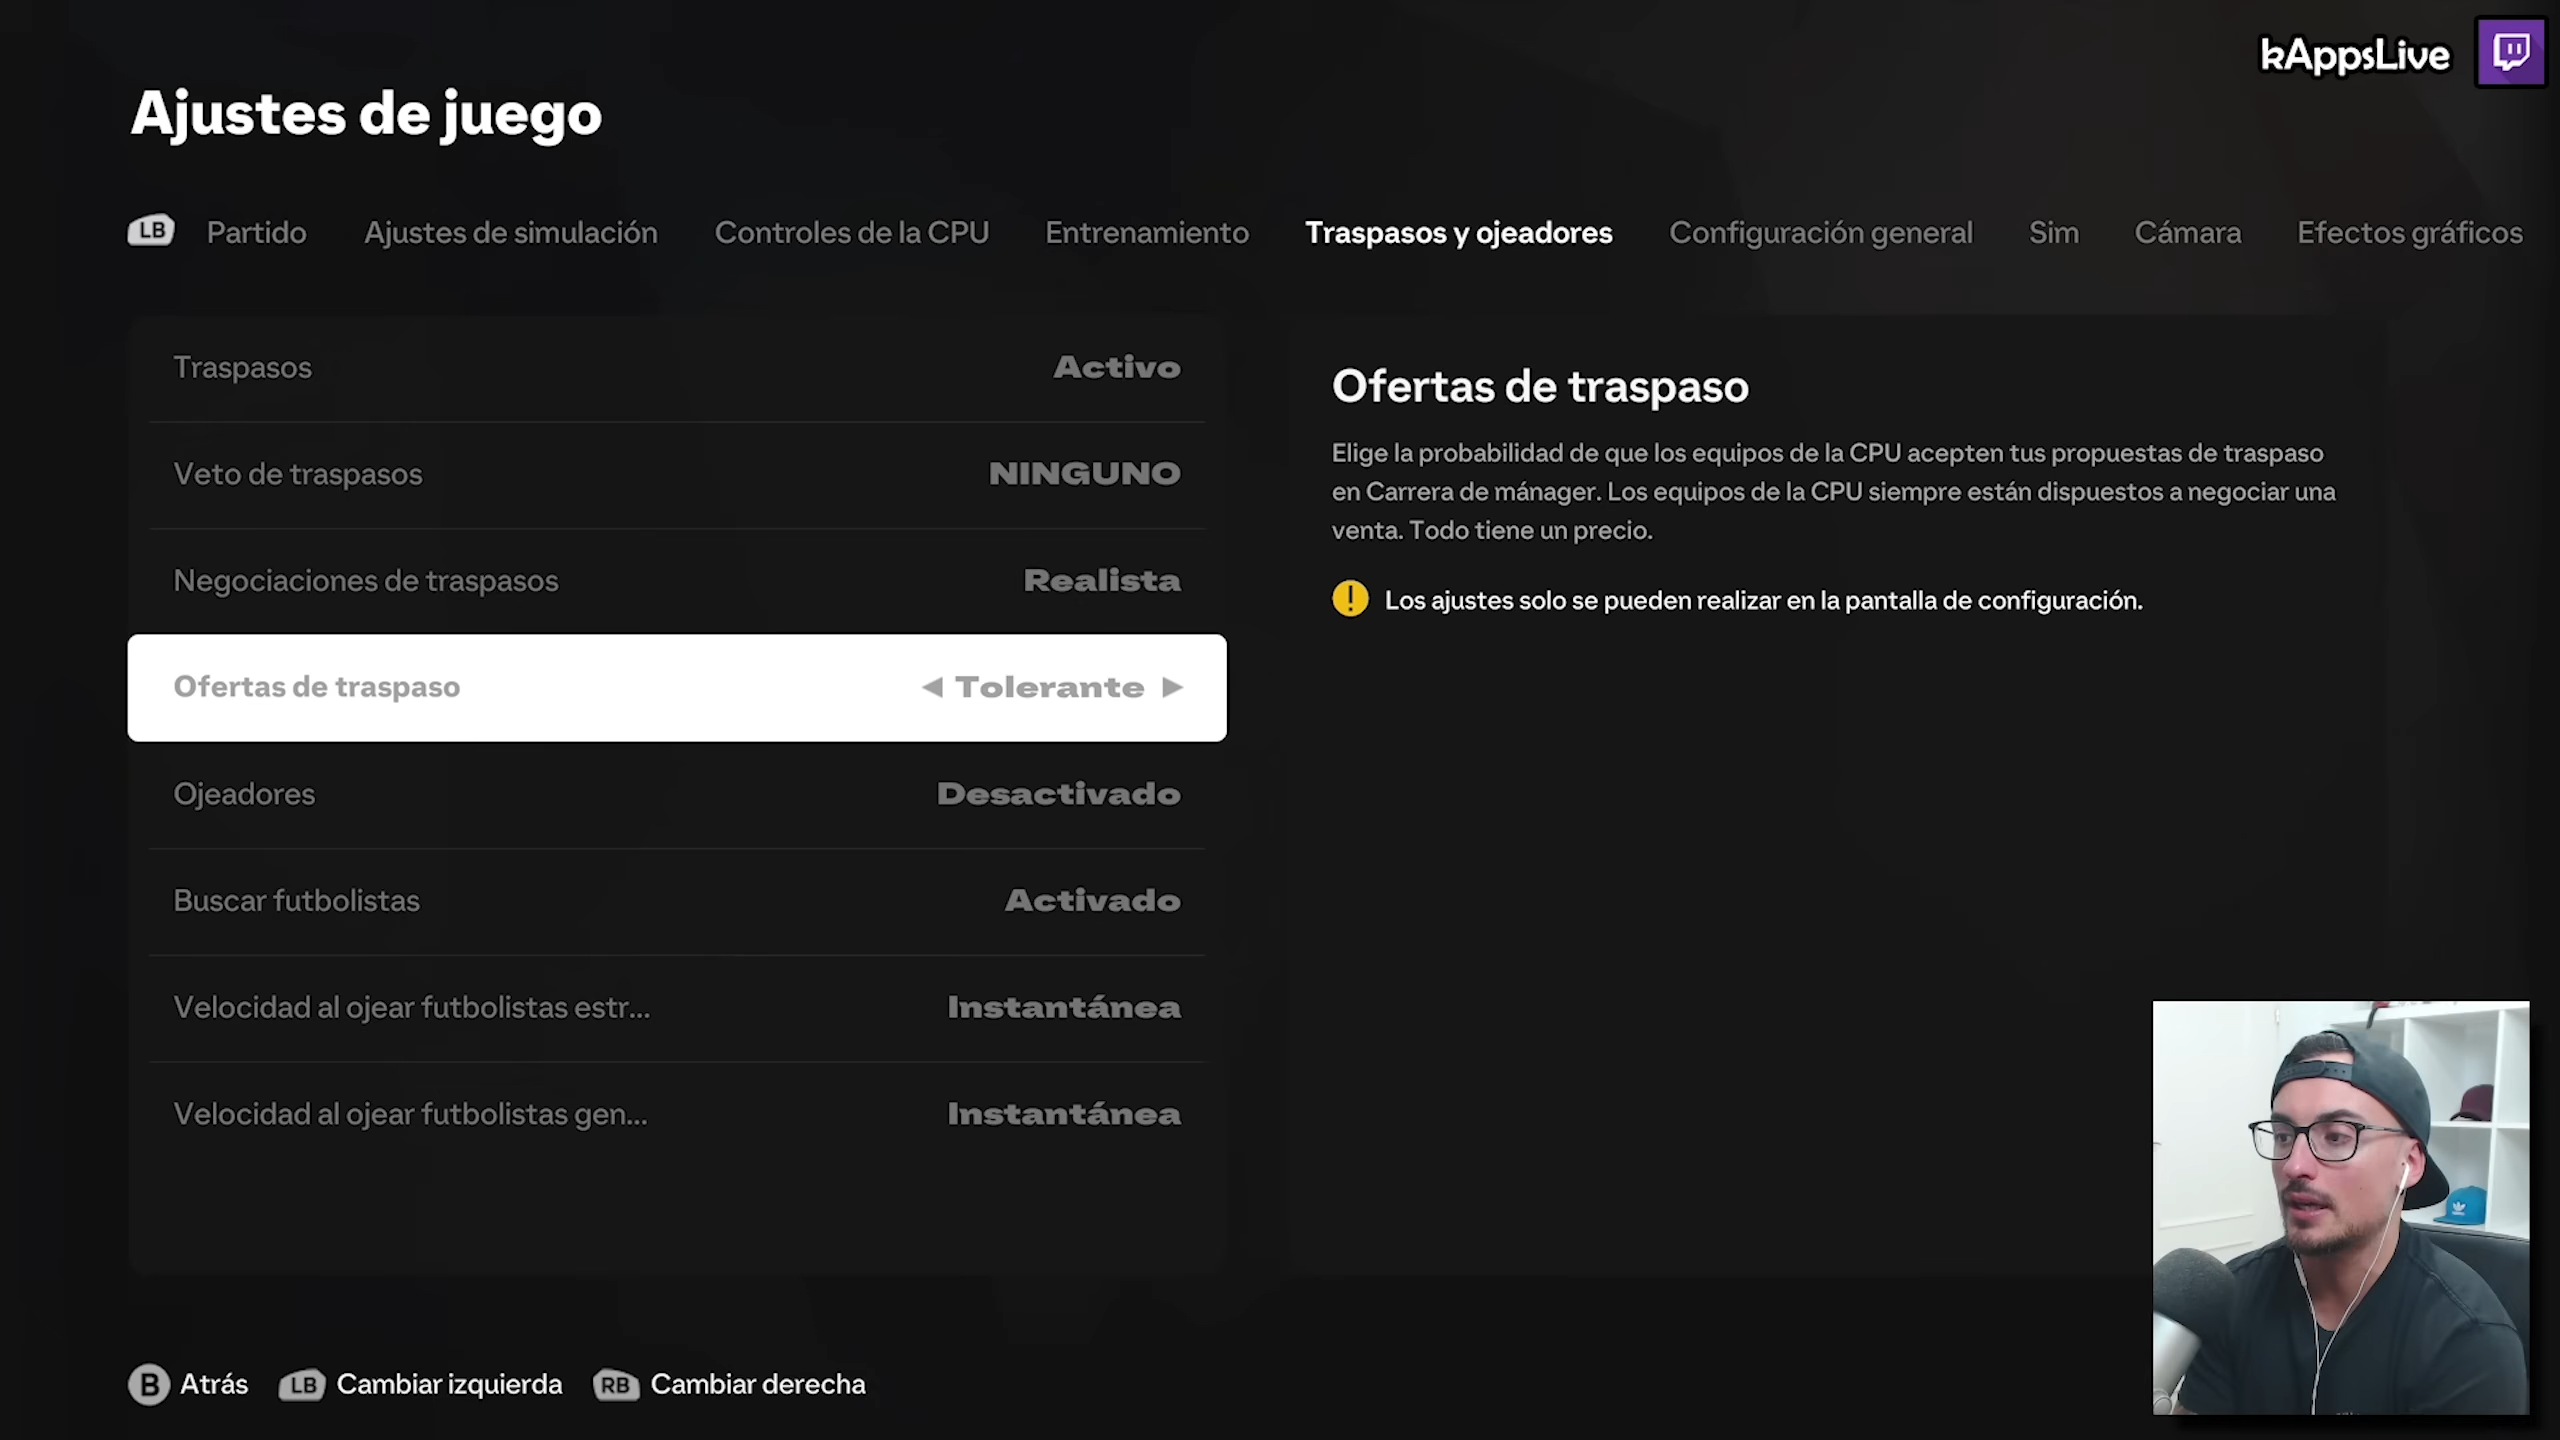 kAppsLive
Ajustes de juego
LB Partido Ajustes de simulación Controles de la CPU Entrenamiento Traspasos y ojeadores Configuración general Sim Cámara Efectos gráficos
Traspasos Activo
Veto de traspasos NINGUNO
Negociaciones de traspasos Realista
Ofertas de traspaso Tolerante
Ojeadores Desactivado
Buscar futbolistas Activado
Velocidad al ojear futbolistas estr... Instantánea
Velocidad al ojear futbolistas gen... Instantánea
Ofertas de traspaso
Elige la probabilidad de que los equipos de la CPU acepten tus propuestas de traspaso
en Carrera de mánager. Los equipos de la CPU siempre están dispuestos a negociar una
venta. Todo tiene un precio.
Los ajustes solo se pueden realizar en la pantalla de configuración.
B Atrás LB Cambiar izquierda RB Cambiar derecha